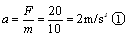 a = F/m = 20/10 = 2m/s² ①